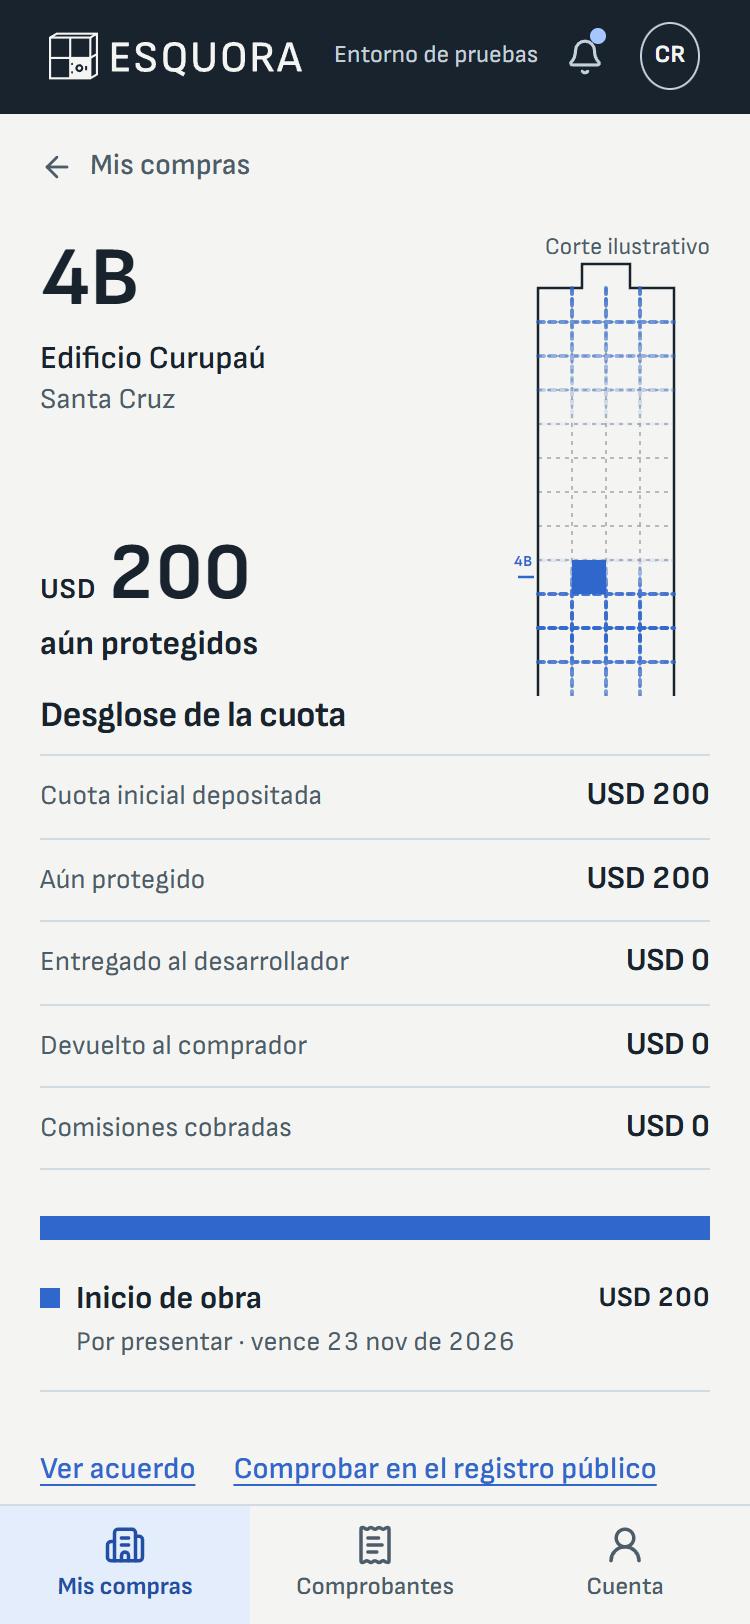 ESQUORA
Entorno de pruebas
CR
Mis compras
Corte ilustrativo
4B
Edificio Curupaú
Santa Cruz
4B
USD 200
aún protegidos
Desglose de la cuota
Cuota inicial depositada USD 200
Aún protegido USD 200
Entregado al desarrollador USD 0
Devuelto al comprador USD 0
Comisiones cobradas USD 0
Inicio de obra USD 200
Por presentar · vence 23 nov de 2026
Ver acuerdo Comprobar en el registro público
Mis compras Comprobantes Cuenta